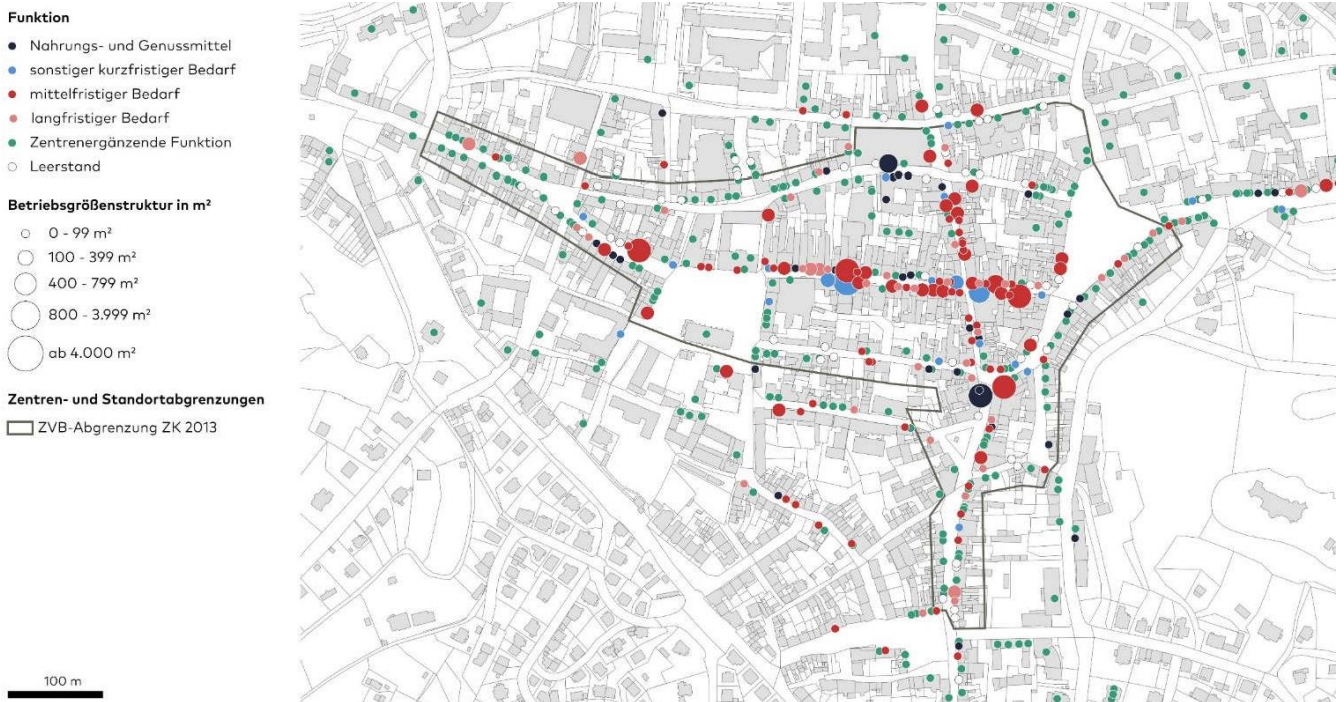 Funktion
Nahrungs- und Genussmittel
sonstiger kurzfristiger Bedarf
mittelfristiger Bedarf
langfristiger Bedarf
Zentrenergänzende Funktion
Leerstand
Betriebsgrößenstruktur in m²
0 - 99 m²
100 - 399 m²
400 - 799 m²
800 - 3.999 m²
ab 4.000 m²
Zentren- und Standortabgrenzungen
ZVB-Abgrenzung ZK 2013
100 m